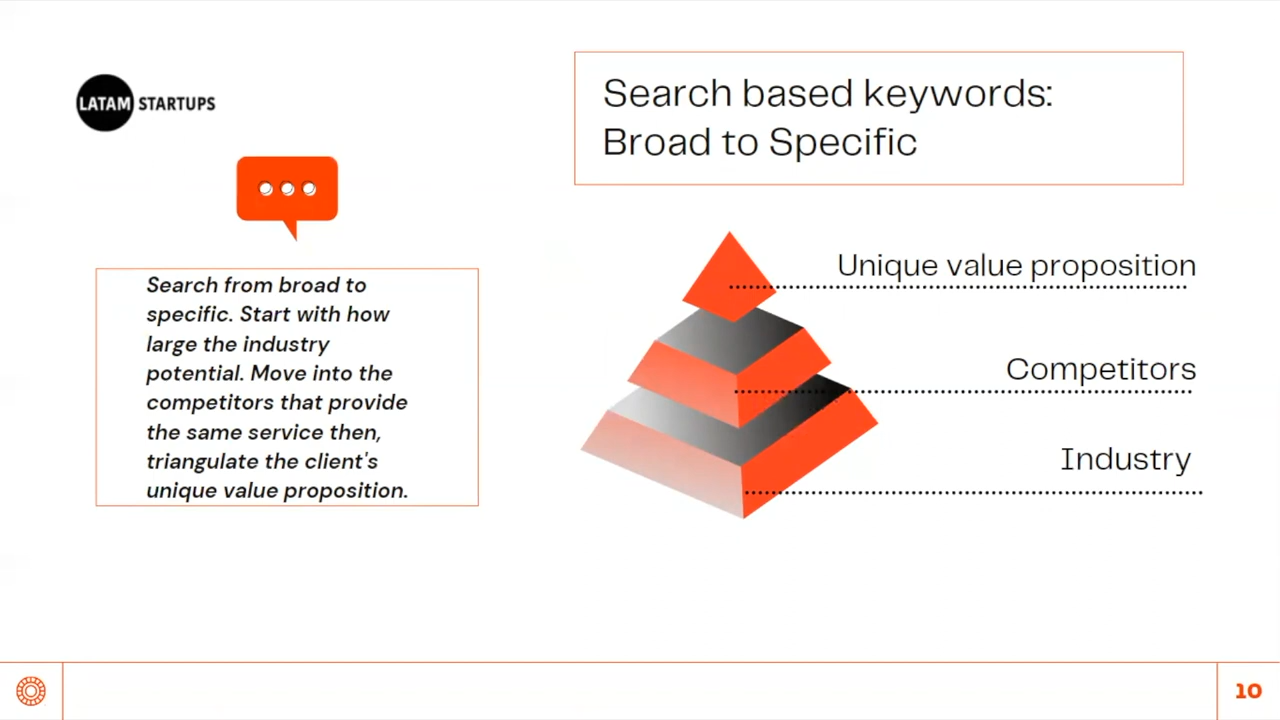 LATAM STARTUPS
Search based keywords:
Broad to Specific
Search from broad to
specific. Start with how
large the industry
potential. Move into the
competitors that provide
the same service then,
triangulate the client's
unique value proposition.
Unique value proposition
Competitors
Industry
10